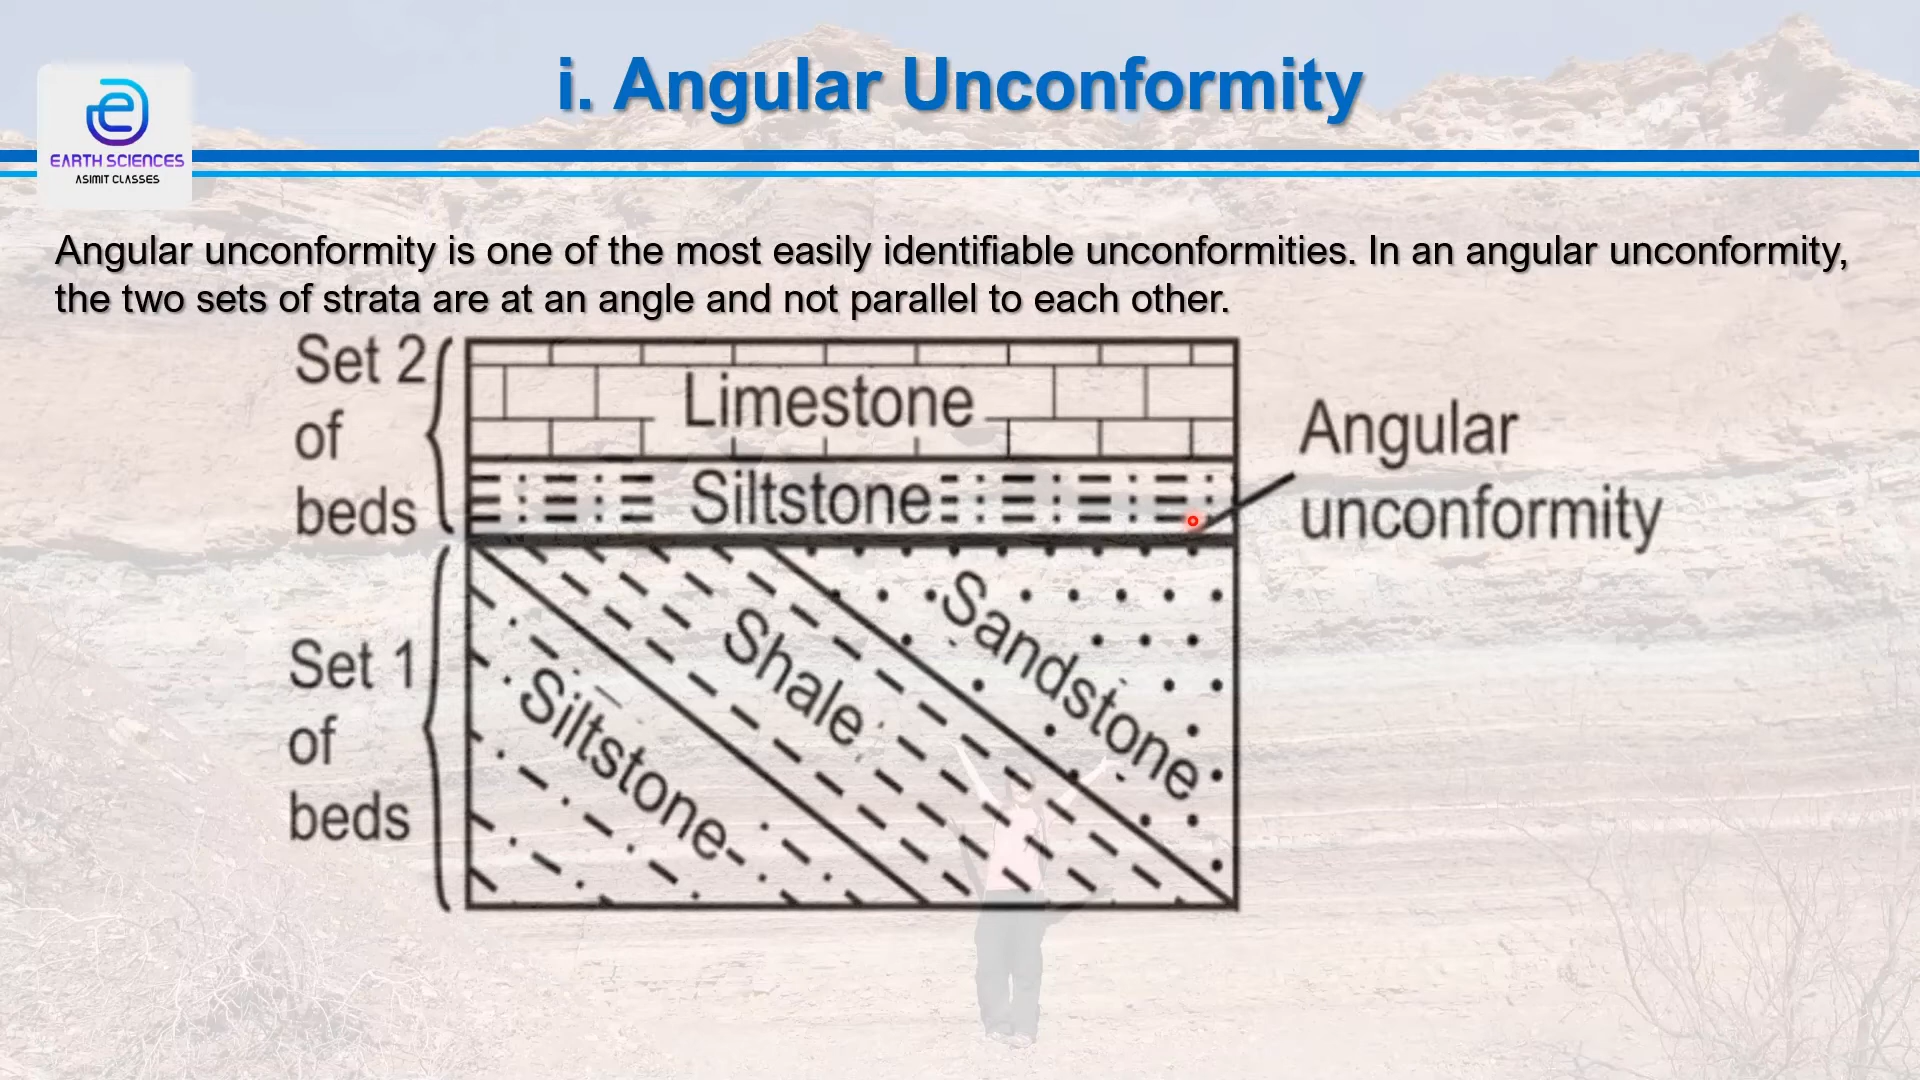 i. Angular Unconformity
EARTH SCIENCES
ASIMIT CLASSES
Angular unconformity is one of the most easily identifiable unconformities. In an angular unconformity,
the two sets of strata are at an angle and not parallel to each other.
Set 2
of
beds
Limestone
Siltstone
Angular
unconformity
Set 1
of
beds
Siltstone
Shale
Sandstone